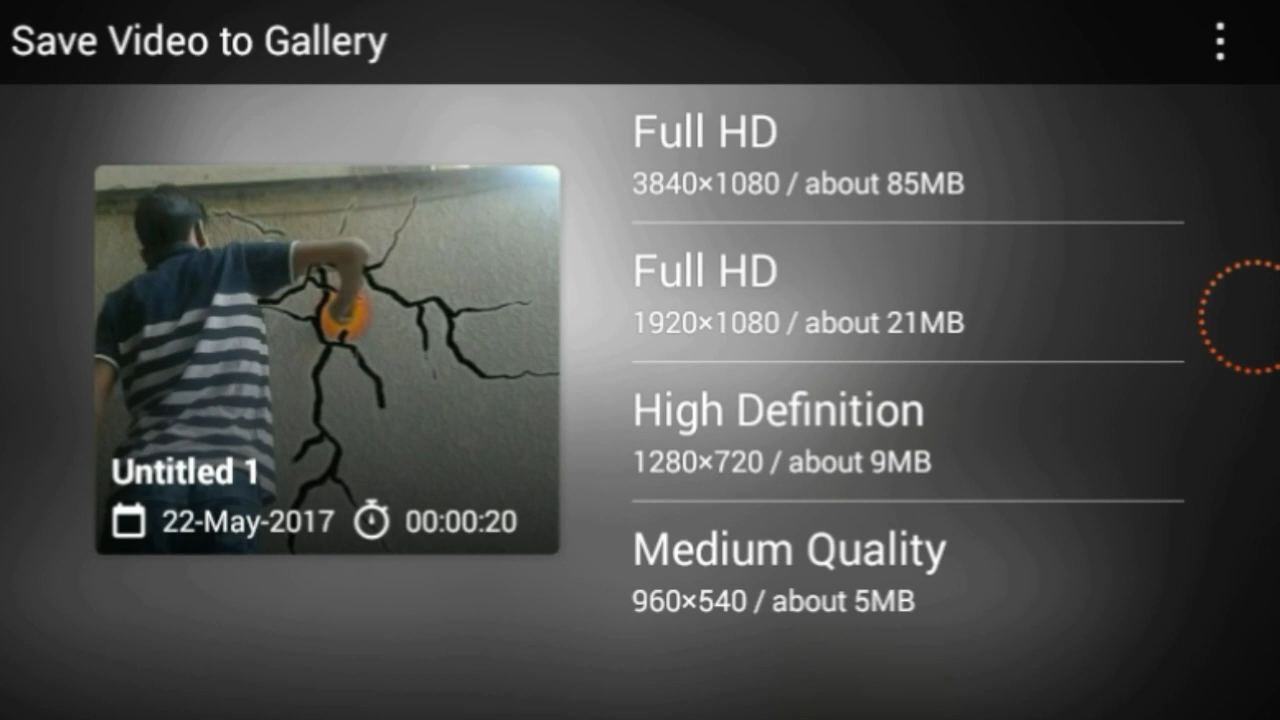 Save Video to Gallery
Full HD
3840×1080 / about 85MB
Full HD
1920×1080 / about 21MB
High Definition
1280×720 / about 9MB
Medium Quality
960×540 / about 5MB
Untitled 1
22-May-2017 00:00:20